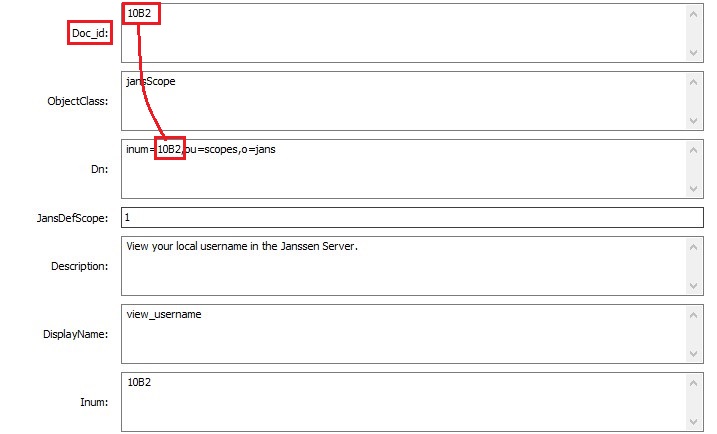 Doc_id: 10B2
ObjectClass: jansScope
Dn: inum=10B2,ou=scopes,o=jans
JansDefScope: 1
Description: View your local username in the Janssen Server.
DisplayName: view_username
Inum: 10B2